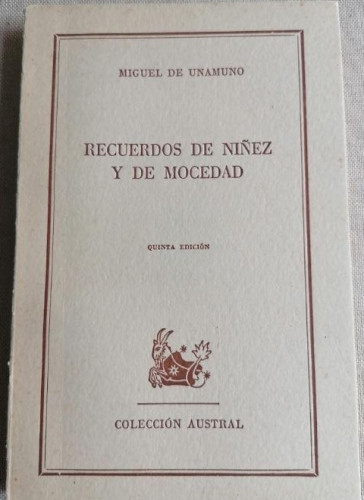 MIGUEL DE UNAMUNO
RECUERDOS DE NIÑEZ
Y DE MOCEDAD
QUINTA EDICIÓN
COLECCIÓN AUSTRAL